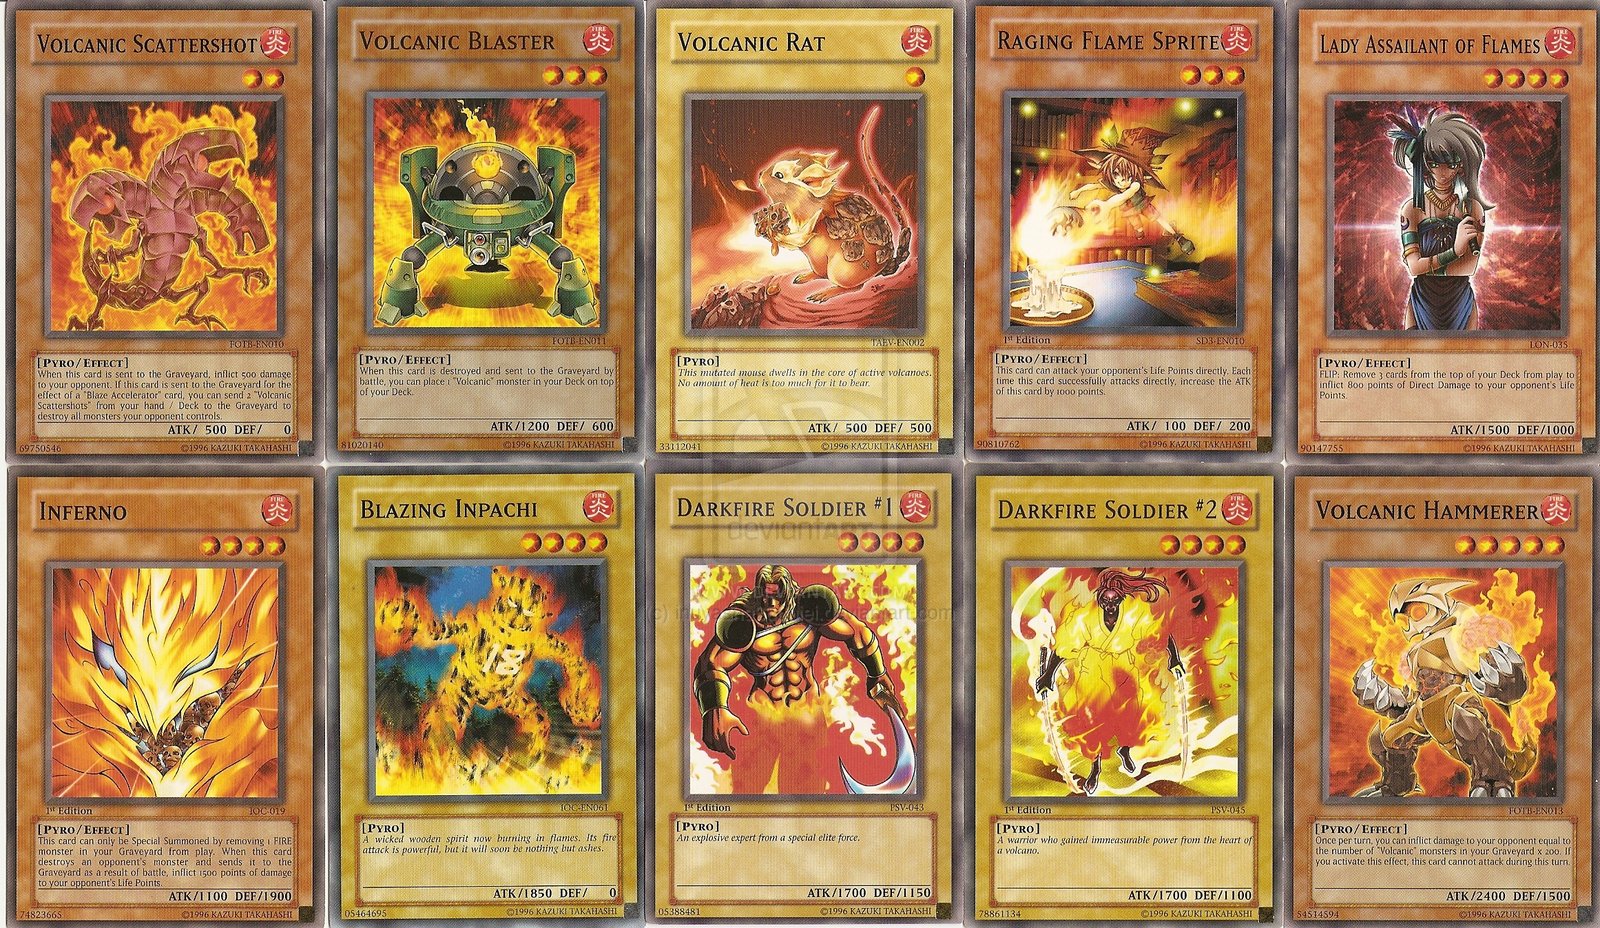 VOLCANIC SCATTERSHOT
FIRE
炎
FOTB-EN010
[PYRO/EFFECT]
When this card is sent to the Graveyard, inflict 500 damage
to your opponent. If this card is sent to the Graveyard for the
effect of a "Blaze Accelerator" card, you can send 2 "Volcanic
Scattershots" from your hand / Deck to the Graveyard to
destroy all monsters your opponent controls.
ATK/ 500 DEF/ 0
69750546
©1996 KAZUKI TAKAHASHI
VOLCANIC BLASTER
FIRE
炎
FOTB-EN011
[PYRO/EFFECT]
When this card is destroyed and sent to the Graveyard by
battle, you can place 1 "Volcanic" monster in your Deck on top
of your Deck.
ATK/1200 DEF/ 600
81020140
©1996 KAZUKI TAKAHASHI
VOLCANIC RAT
FIRE
炎
TAEV-EN002
[PYRO]
This mutated mouse dwells in the core of active volcanoes.
No amount of heat is too much for it to bear.
ATK/ 500 DEF/ 500
33112041
©1996 KAZUKI TAKAHASHI
RAGING FLAME SPRITE
FIRE
炎
1st Edition
SD3-EN010
[PYRO/EFFECT]
This card can attack your opponent's Life Points directly. Each
time this card successfully attacks directly, increase the ATK
of this card by 1000 points.
ATK/ 100 DEF/ 200
90810762
©1996 KAZUKI TAKAHASHI
LADY ASSAILANT OF FLAMES
FIRE
炎
LON-035
[PYRO/EFFECT]
FLIP: Remove 3 cards from the top of your Deck from play to
inflict 800 points of Direct Damage to your opponent's Life
Points.
ATK/1500 DEF/1000
90147755
©1996 KAZUKI TAKAHASHI
INFERNO
FIRE
炎
1st Edition
IOC-019
[PYRO/EFFECT]
This card can only be Special Summoned by removing 1 FIRE
monster in your Graveyard from play. When this card
destroys an opponent's monster and sends it to the
Graveyard as a result of battle, inflict 1500 points of damage
to your opponent's Life Points.
ATK/1100 DEF/1900
74823665
©1996 KAZUKI TAKAHASHI
BLAZING INPACHI
FIRE
炎
18
IOC-EN061
[PYRO]
A wicked wooden spirit now burning in flames. Its fire
attack is powerful, but it will soon be nothing but ashes.
ATK/1850 DEF/ 0
05464695
©1996 KAZUKI TAKAHASHI
DARKFIRE SOLDIER #1
FIRE
炎
deviantART
1st Edition
PSV-043
[PYRO]
An explosive expert from a special elite force.
ATK/1700 DEF/1150
05388481
©1996 KAZUKI TAKAHASHI
DARKFIRE SOLDIER #2
FIRE
炎
1st Edition
PSV-045
[PYRO]
A warrior who gained immeasurable power from the heart of
a volcano.
ATK/1700 DEF/1100
78861134
©1996 KAZUKI TAKAHASHI
VOLCANIC HAMMERER
FIRE
炎
FOTB-EN013
[PYRO/EFFECT]
Once per turn, you can inflict damage to your opponent equal to
the number of "Volcanic" monsters in your Graveyard x 200. If
you activate this effect, this card cannot attack during this turn.
ATK/2400 DEF/1500
54514594
©1996 KAZUKI TAKAHASHI